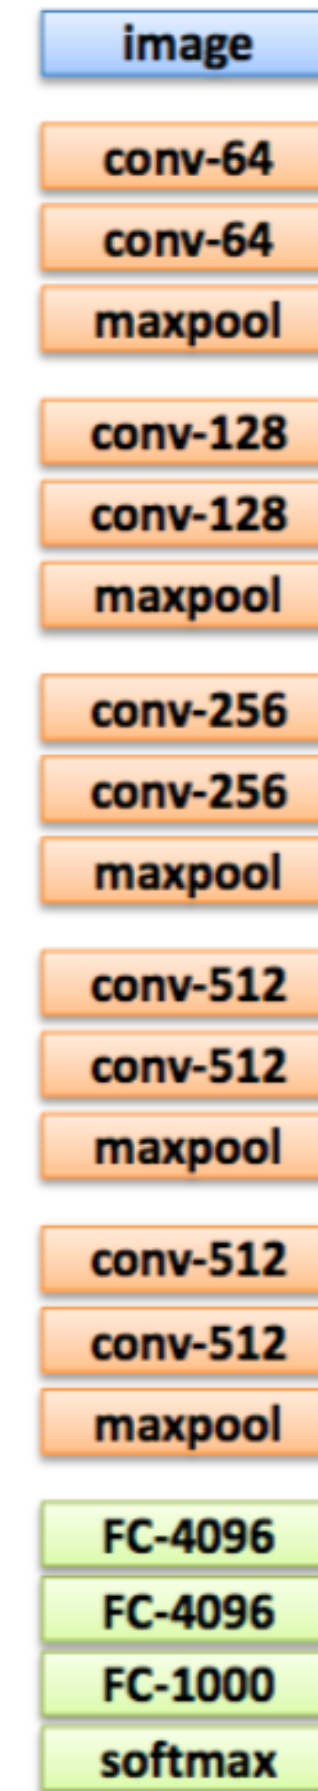 image
conv-64
conv-64
maxpool
conv-128
conv-128
maxpool
conv-256
conv-256
maxpool
conv-512
conv-512
maxpool
conv-512
conv-512
maxpool
FC-4096
FC-4096
FC-1000
softmax